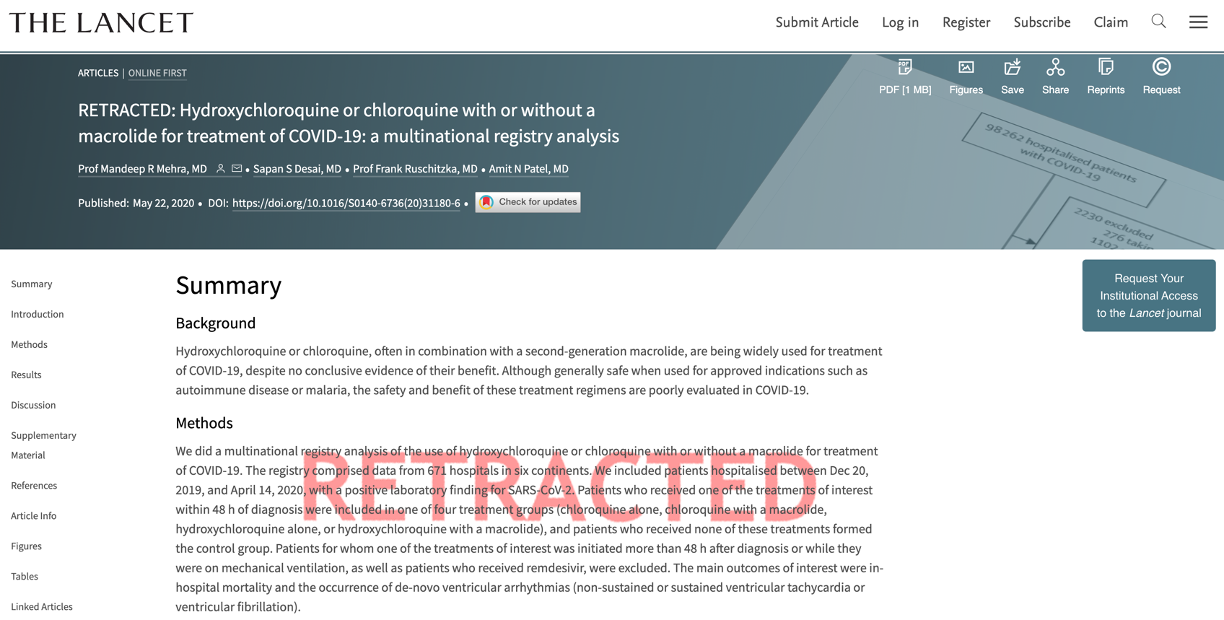 THE LANCET
Submit Article Log in Register Subscribe Claim
ARTICLES | ONLINE FIRST
PDF [1 MB] Figures Save Share Reprints Request
RETRACTED: Hydroxychloroquine or chloroquine with or without a
macrolide for treatment of COVID-19: a multinational registry analysis
Prof Mandeep R Mehra, MD • Sapan S Desai, MD • Prof Frank Ruschitzka, MD • Amit N Patel, MD
Published: May 22, 2020 • DOI: https://doi.org/10.1016/S0140-6736(20)31180-6 • Check for updates
98 262 hospitalised patients
with COVID-19
2230 excluded
276 takin
1102
Request Your
Institutional Access
to the Lancet journal
Summary
Introduction
Methods
Results
Discussion
Supplementary
Material
References
Article Info
Figures
Tables
Linked Articles
Summary
Background
Hydroxychloroquine or chloroquine, often in combination with a second-generation macrolide, are being widely used for treatment
of COVID-19, despite no conclusive evidence of their benefit. Although generally safe when used for approved indications such as
autoimmune disease or malaria, the safety and benefit of these treatment regimens are poorly evaluated in COVID-19.
Methods
We did a multinational registry analysis of the use of hydroxychloroquine or chloroquine with or without a macrolide for treatment
of COVID-19. The registry comprised data from 671 hospitals in six continents. We included patients hospitalised between Dec 20,
2019, and April 14, 2020, with a positive laboratory finding for SARS-CoV-2. Patients who received one of the treatments of interest
within 48 h of diagnosis were included in one of four treatment groups (chloroquine alone, chloroquine with a macrolide,
hydroxychloroquine alone, or hydroxychloroquine with a macrolide), and patients who received none of these treatments formed
the control group. Patients for whom one of the treatments of interest was initiated more than 48 h after diagnosis or while they
were on mechanical ventilation, as well as patients who received remdesivir, were excluded. The main outcomes of interest were in-
hospital mortality and the occurrence of de-novo ventricular arrhythmias (non-sustained or sustained ventricular tachycardia or
ventricular fibrillation).
RETRACTED